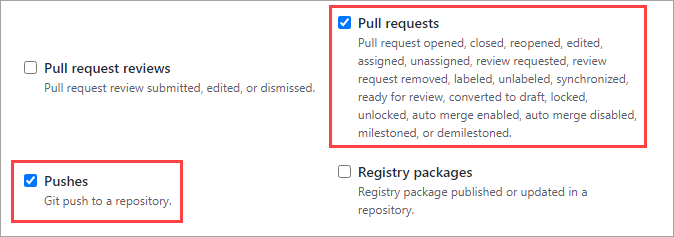 Pull requests
Pull request opened, closed, reopened, edited,
assigned, unassigned, review requested, review
request removed, labeled, unlabeled, synchronized,
ready for review, converted to draft, locked,
unlocked, auto merge enabled, auto merge disabled,
milestoned, or demilestoned.
Pull request reviews
Pull request review submitted, edited, or dismissed.
Pushes
Git push to a repository.
Registry packages
Registry package published or updated in a
repository.